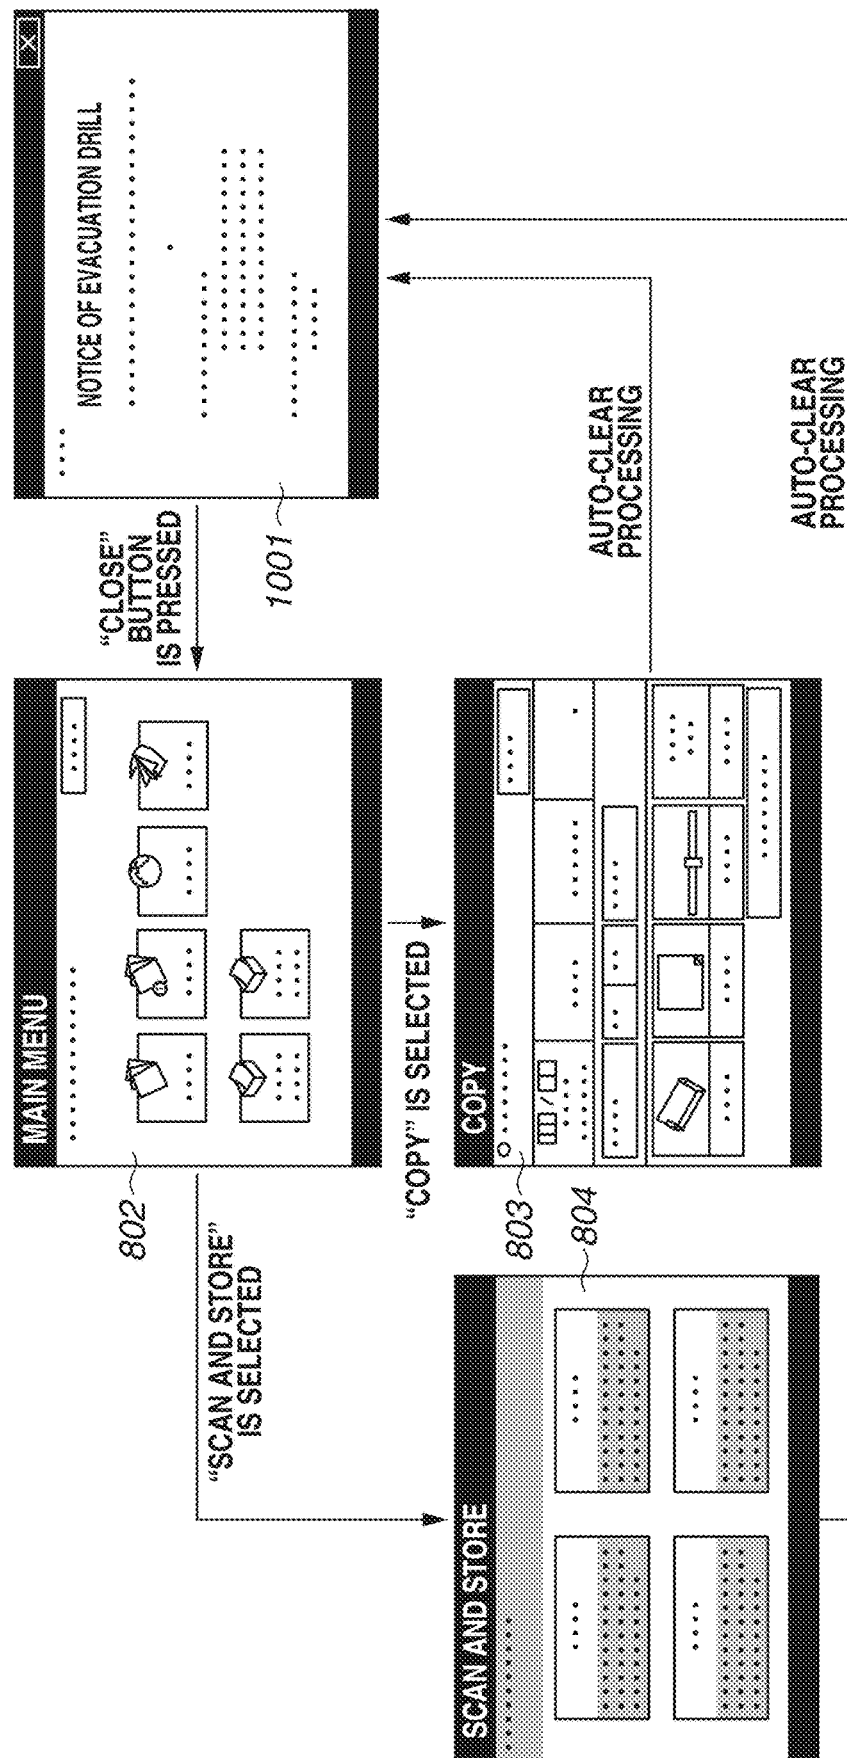 NOTICE OF EVACUATION DRILL
1001
“CLOSE”
BUTTON
IS PRESSED
MAIN MENU
802
“SCAN AND STORE”
IS SELECTED
“COPY” IS SELECTED
COPY
803
804
SCAN AND STORE
AUTO-CLEAR
PROCESSING
AUTO-CLEAR
PROCESSING